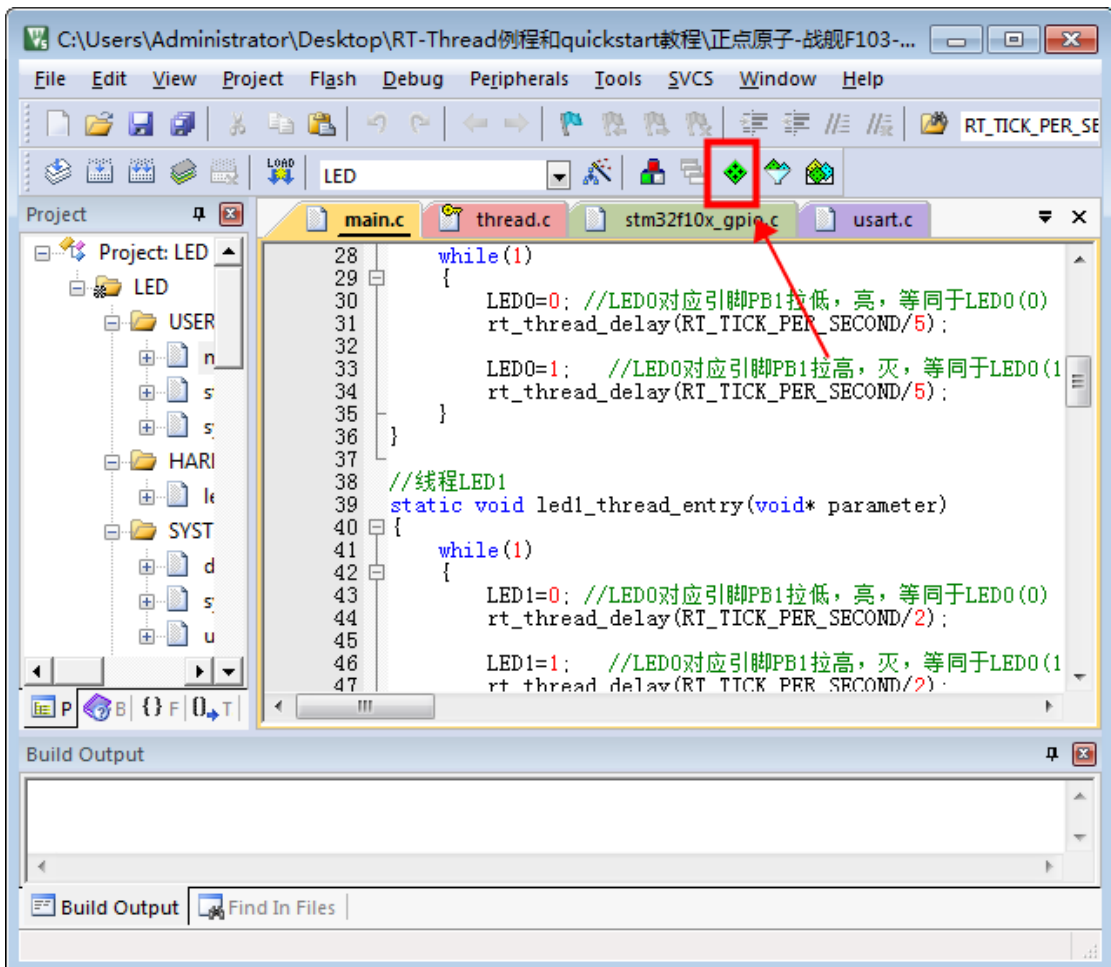 C:\Users\Administrator\Desktop\RT-Thread例程和quickstart教程\正点原子-战舰F103-...
File Edit View Project Flash Debug Peripherals Tools SVCS Window Help
RT_TICK_PER_SE
LOAD LED
Project
main.c thread.c stm32f10x_gpio.c usart.c
Project: LED
LED
USER
HARI
le
SYST
d
s
u
P B {} F 0 T
28 while(1)
29 {
30 LED0=0; //LED0对应引脚PB1拉低，亮，等同于LED0(0)
31 rt_thread_delay(RT_TICK_PER_SECOND/5);
32
33 LED0=1; //LED0对应引脚PB1拉高，灭，等同于LED0(1
34 rt_thread_delay(RT_TICK_PER_SECOND/5);
35 }
36 }
37
38 //线程LED1
39 static void led1_thread_entry(void* parameter)
40 {
41 while(1)
42 {
43 LED1=0; //LED0对应引脚PB1拉低，亮，等同于LED0(0)
44 rt_thread_delay(RT_TICK_PER_SECOND/2);
45
46 LED1=1; //LED0对应引脚PB1拉高，灭，等同于LED0(1
47 rt_thread_delay(RT_TICK_PER_SECOND/2);
Build Output
Build Output Find In Files